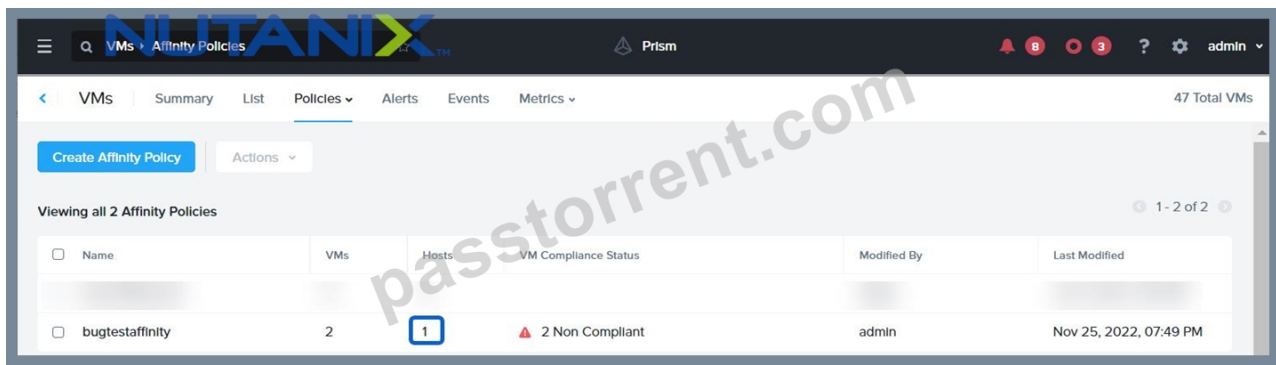 NUTANIX TM
VMs Affinity Policies Prism 8 3 ? admin
VMs Summary List Policies Alerts Events Metrics 47 Total VMs
passtorrent.com
Create Affinity Policy Actions
Viewing all 2 Affinity Policies 1 - 2 of 2
Name VMs Hosts VM Compliance Status Modified By Last Modified
bugtestaffinity 2 1 2 Non Compliant admin Nov 25, 2022, 07:49 PM